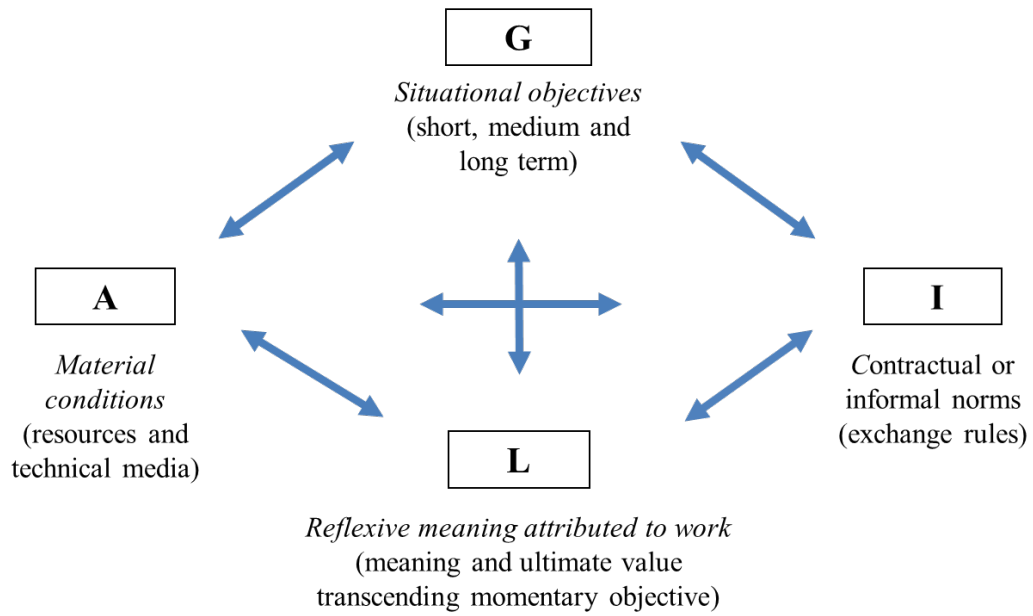 G
Situational objectives
(short, medium and
long term)
A
Material
conditions
(resources and
technical media)
I
Contractual or
informal norms
(exchange rules)
L
Reflexive meaning attributed to work
(meaning and ultimate value
transcending momentary objective)